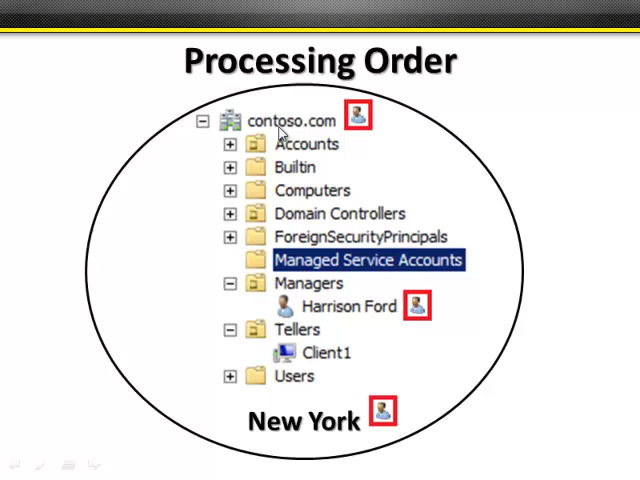 Processing Order
contoso.com
Accounts
Builtin
Computers
Domain Controllers
ForeignSecurityPrincipals
Managed Service Accounts
Managers
Harrison Ford
Tellers
Client1
Users
New York